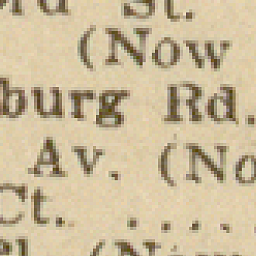 St.
(Now
burg Rd.
Av. (No
Ct. . . . .